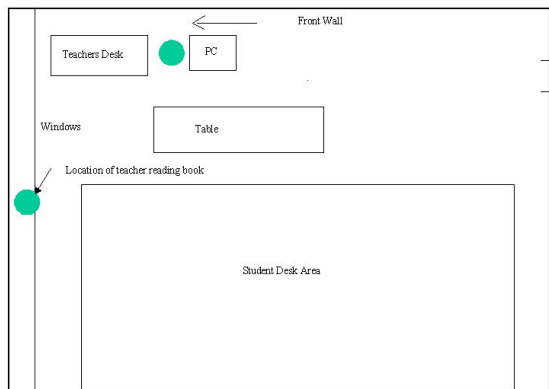 Front Wall
Teachers Desk
PC
Windows
Table
Location of teacher reading book
Student Desk Area